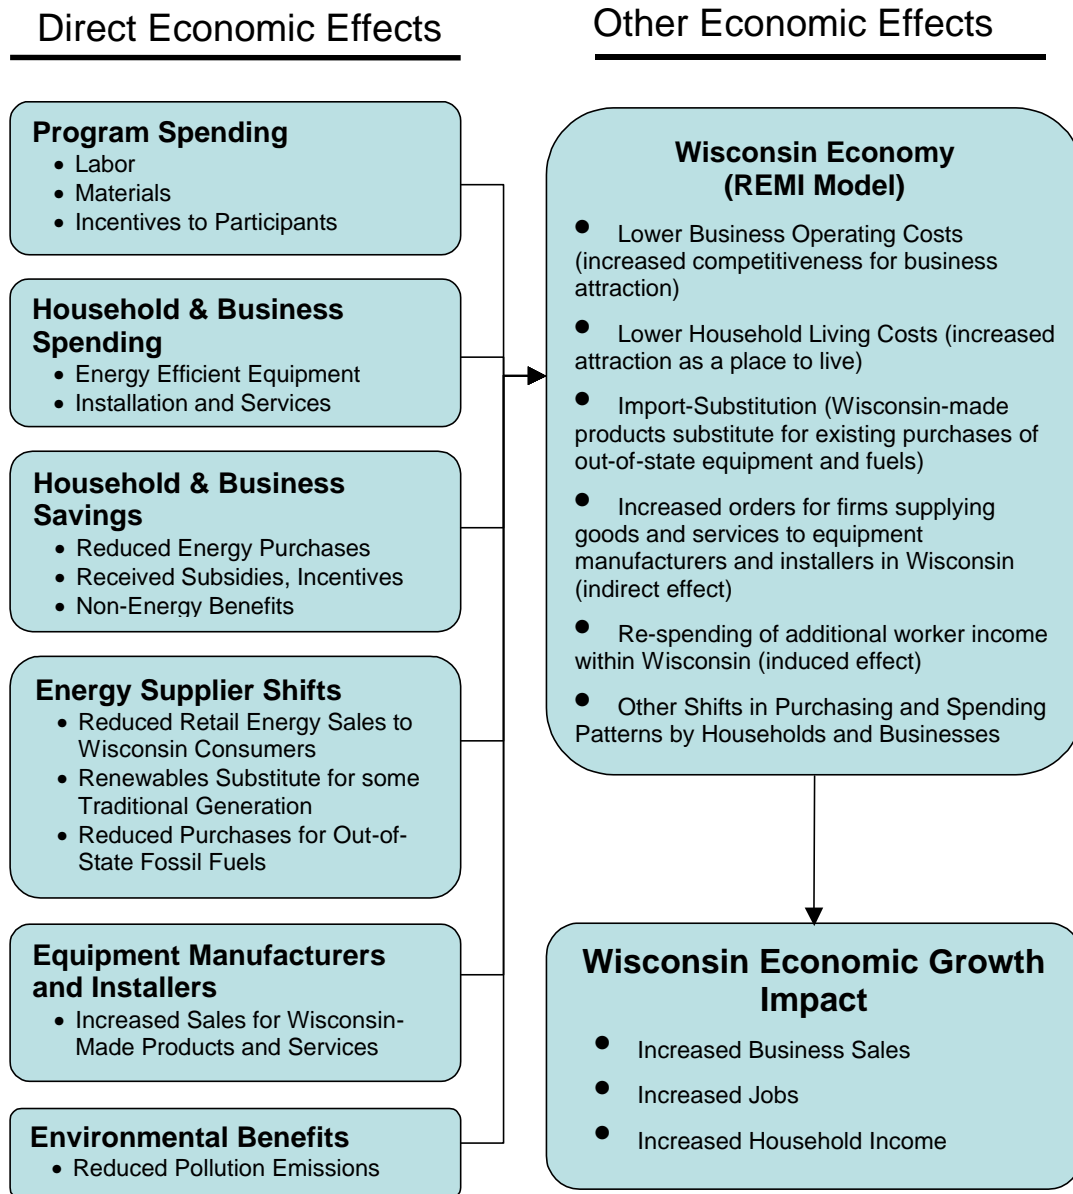 Direct Economic Effects
Other Economic Effects
Program Spending
• Labor
• Materials
• Incentives to Participants
Household & Business
Spending
• Energy Efficient Equipment
• Installation and Services
Household & Business
Savings
• Reduced Energy Purchases
• Received Subsidies, Incentives
• Non-Energy Benefits
Energy Supplier Shifts
• Reduced Retail Energy Sales to
Wisconsin Consumers
• Renewables Substitute for some
Traditional Generation
• Reduced Purchases for Out-of-
State Fossil Fuels
Equipment Manufacturers
and Installers
• Increased Sales for Wisconsin-
Made Products and Services
Environmental Benefits
• Reduced Pollution Emissions
Wisconsin Economy
(REMI Model)
• Lower Business Operating Costs
(increased competitiveness for business
attraction)
• Lower Household Living Costs (increased
attraction as a place to live)
• Import-Substitution (Wisconsin-made
products substitute for existing purchases of
out-of-state equipment and fuels)
• Increased orders for firms supplying
goods and services to equipment
manufacturers and installers in Wisconsin
(indirect effect)
• Re-spending of additional worker income
within Wisconsin (induced effect)
• Other Shifts in Purchasing and Spending
Patterns by Households and Businesses
Wisconsin Economic Growth
Impact
• Increased Business Sales
• Increased Jobs
• Increased Household Income